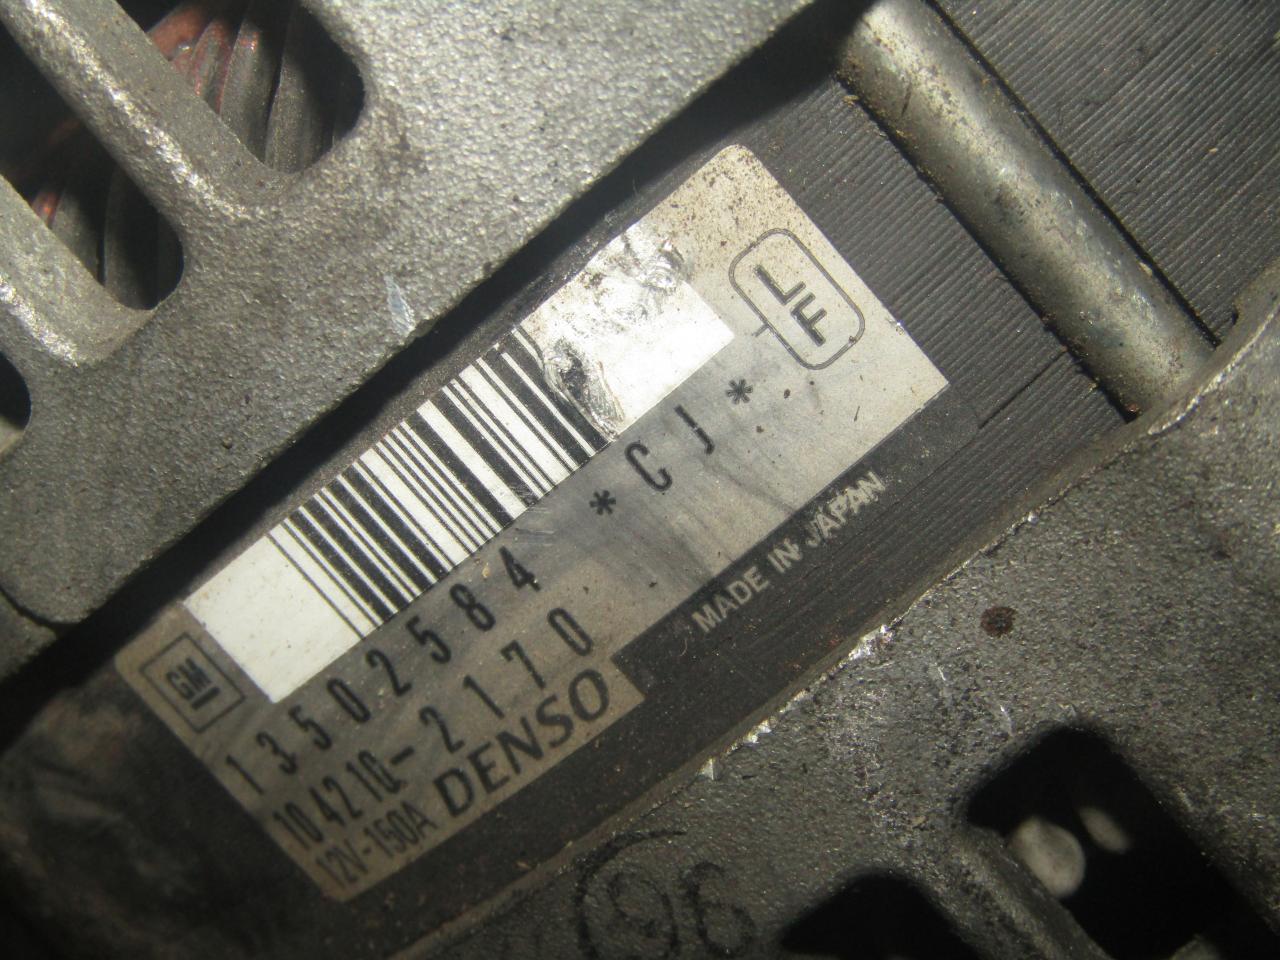 LF
GM
13502584 *CJ*
104210-2170
12V-150A DENSO
MADE IN JAPAN
96